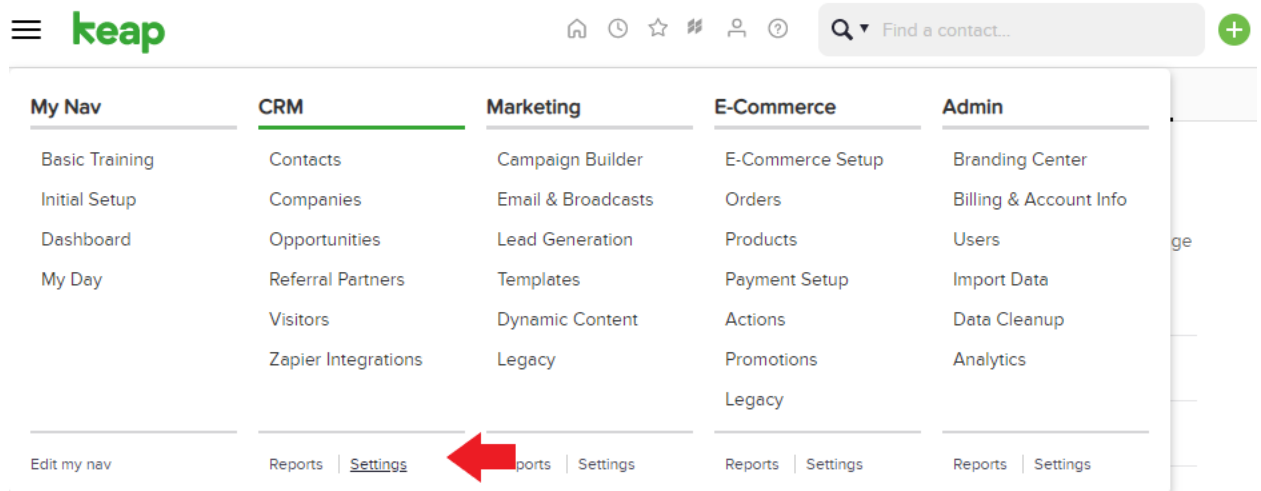 keap
Find a contact...
My Nav CRM Marketing E-Commerce Admin
Basic Training Contacts Campaign Builder E-Commerce Setup Branding Center
Initial Setup Companies Email & Broadcasts Orders Billing & Account Info
Dashboard Opportunities Lead Generation Products Users ge
My Day Referral Partners Templates Payment Setup Import Data
Visitors Dynamic Content Actions Data Cleanup
Zapier Integrations Legacy Promotions Analytics
Legacy
Edit my nav Reports Settings ports Settings Reports Settings Reports Settings